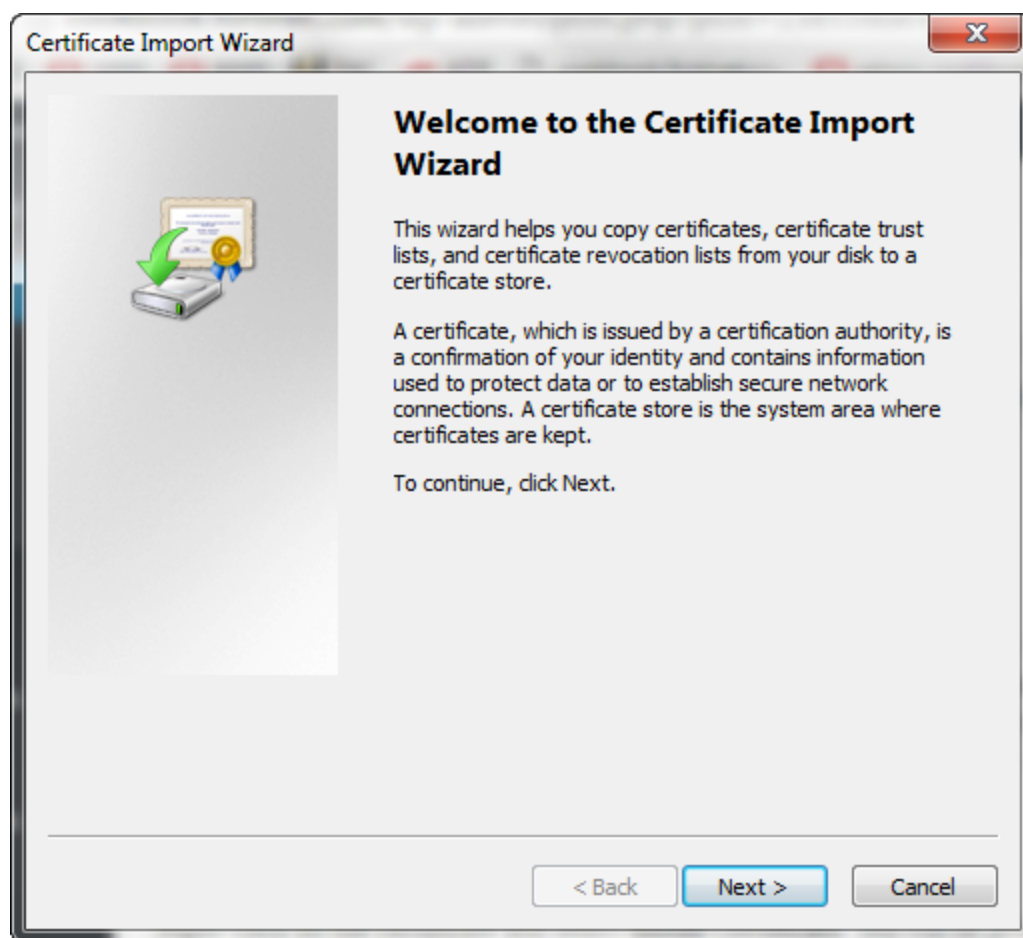 Certificate Import Wizard
Welcome to the Certificate Import
Wizard
This wizard helps you copy certificates, certificate trust
lists, and certificate revocation lists from your disk to a
certificate store.
A certificate, which is issued by a certification authority, is
a confirmation of your identity and contains information
used to protect data or to establish secure network
connections. A certificate store is the system area where
certificates are kept.
To continue, click Next.
< Back Next > Cancel